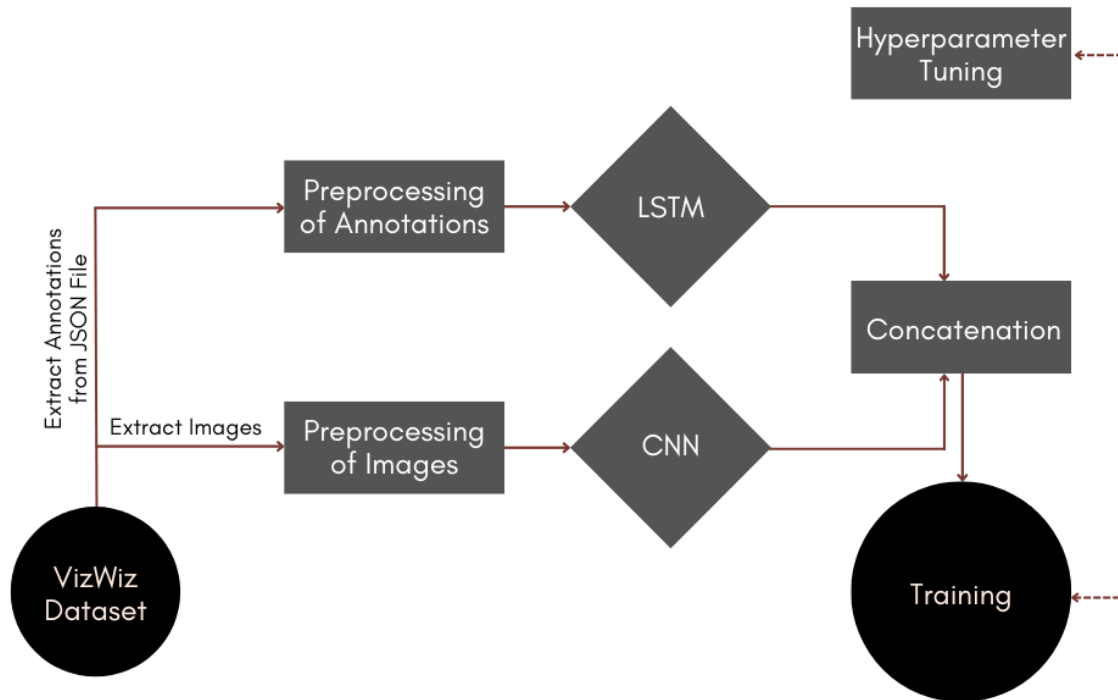 Hyperparameter
Tuning
Preprocessing
of Annotations
LSTM
Extract Annotations
from JSON File
Concatenation
Extract Images
Preprocessing
of Images
CNN
VizWiz
Dataset
Training